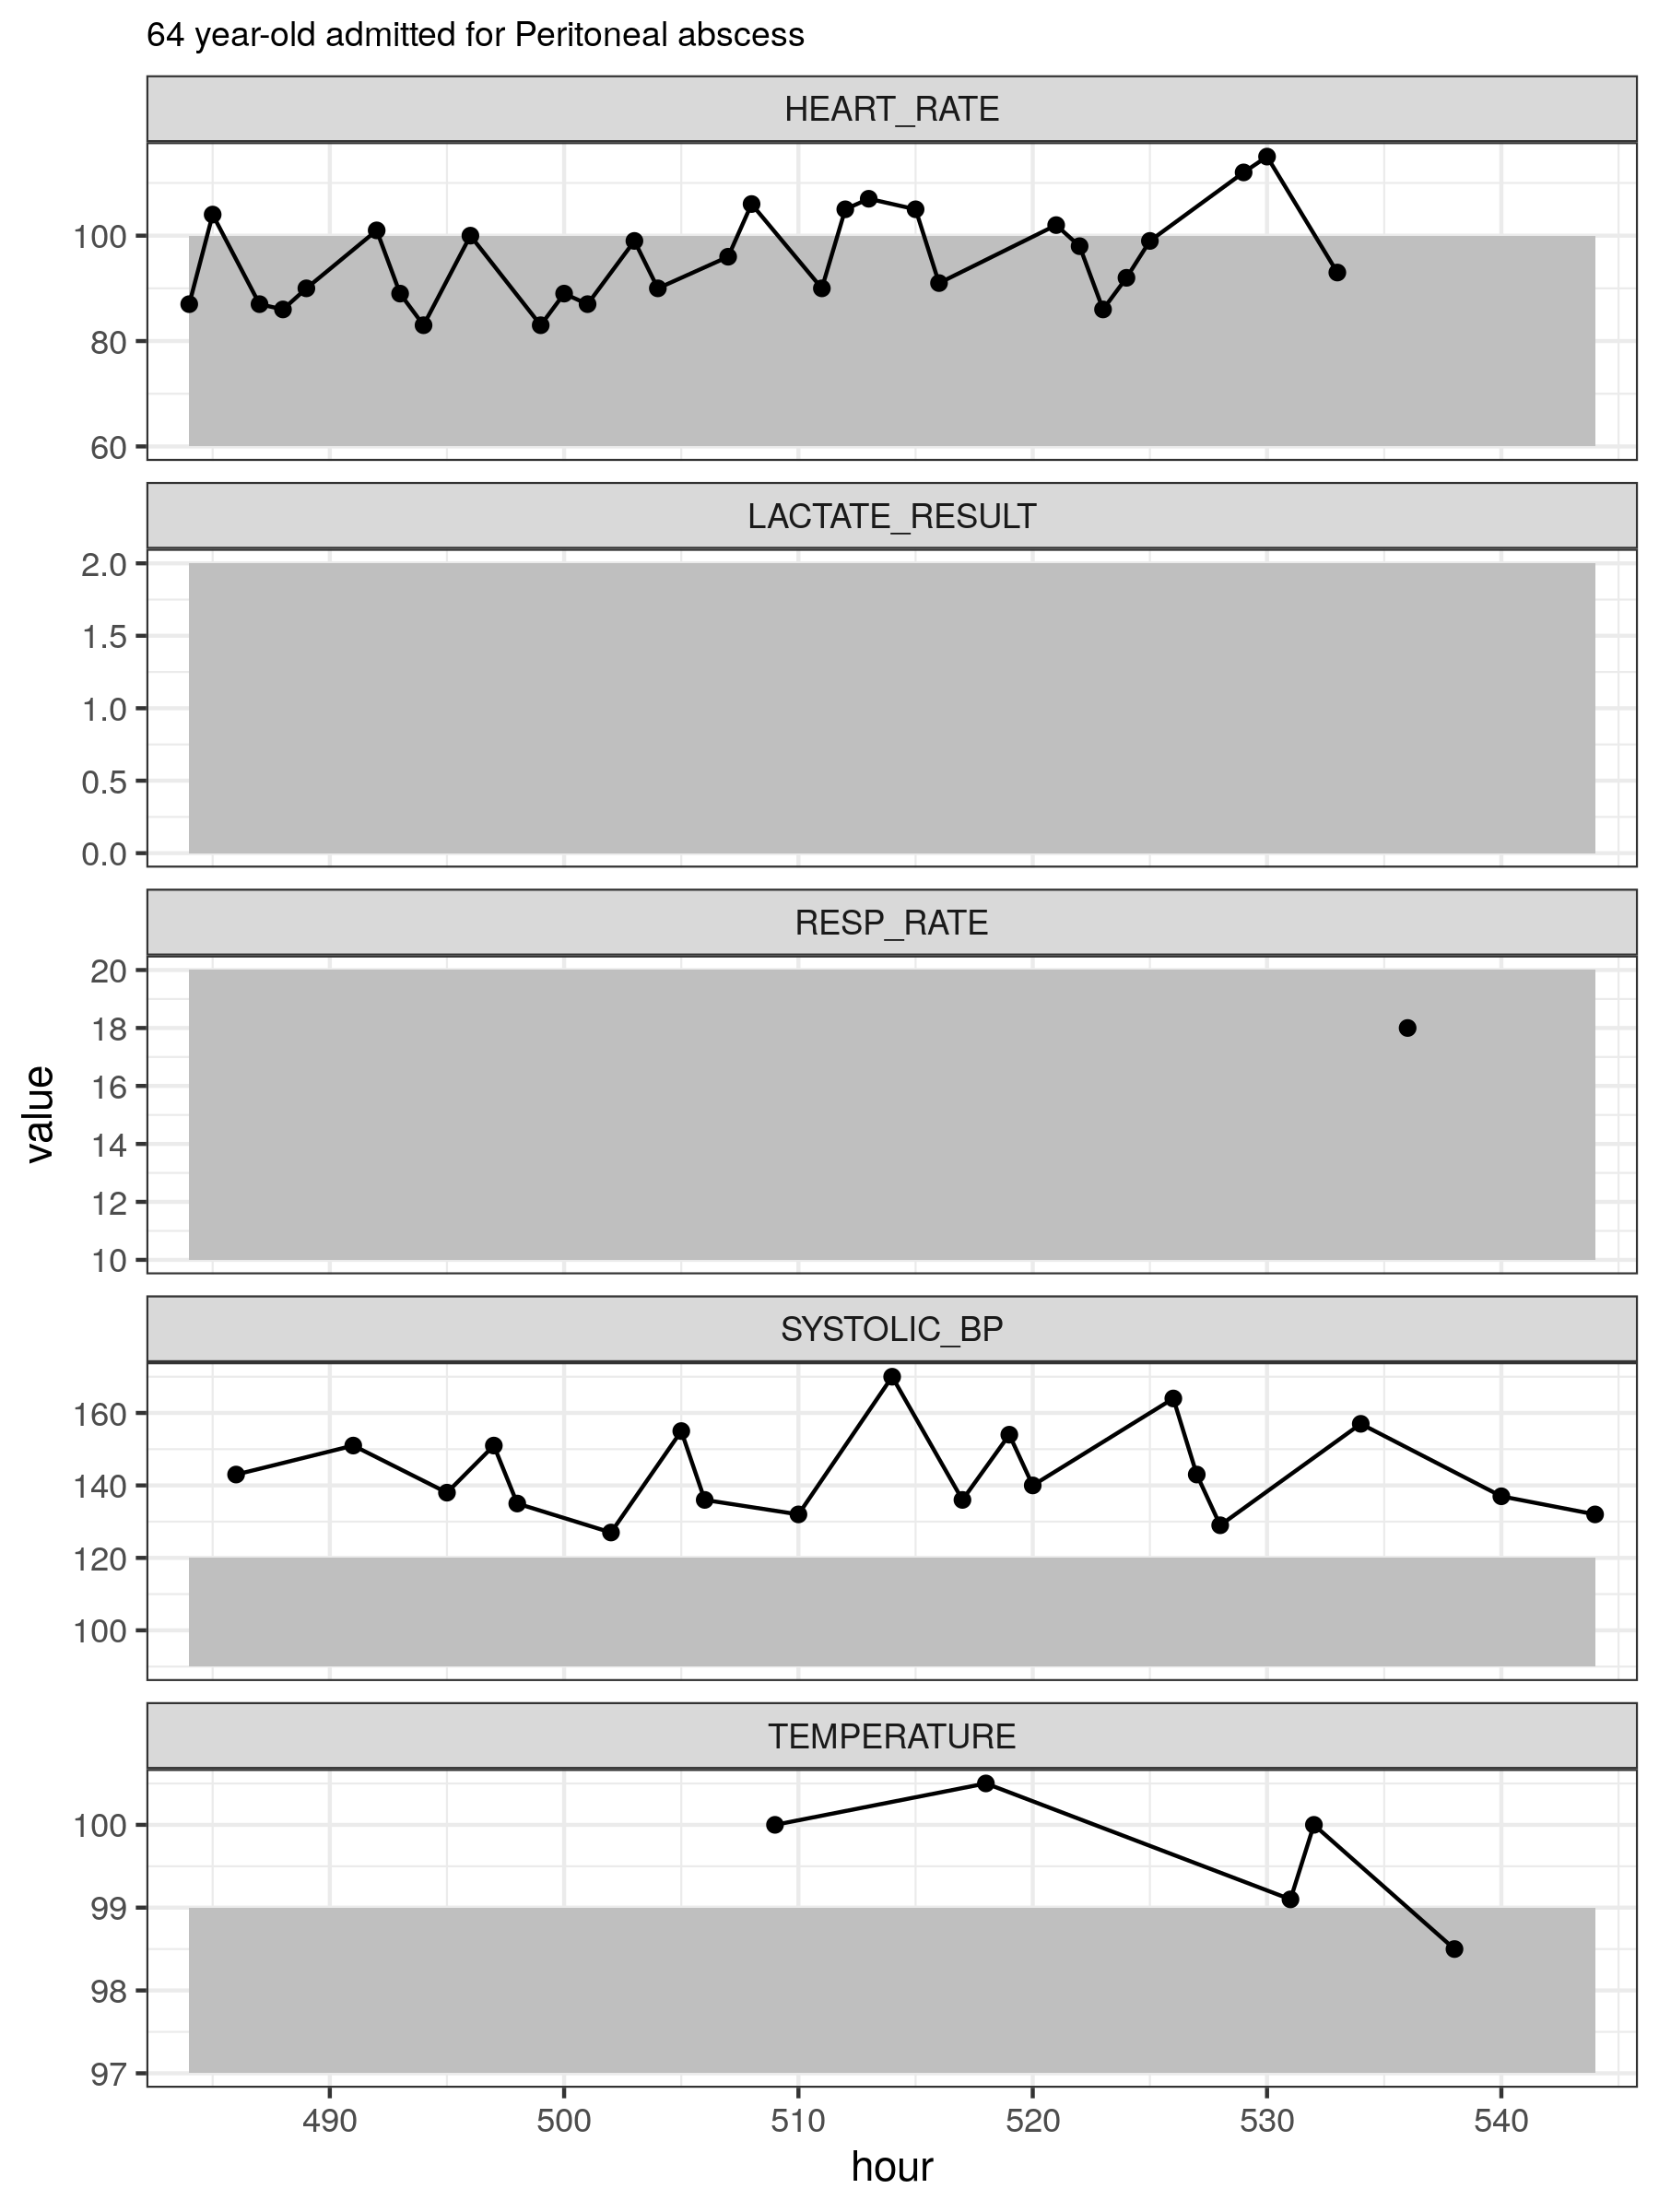 64 year-old admitted for Peritoneal abscess
HEART_RATE
100
80
60
LACTATE_RESULT
2.0
1.5
1.0
0.5
0.0
RESP_RATE
20
18
16
14
12
10
value
SYSTOLIC_BP
160
140
120
100
TEMPERATURE
100
99
98
97
490 500 510 520 530 540
hour